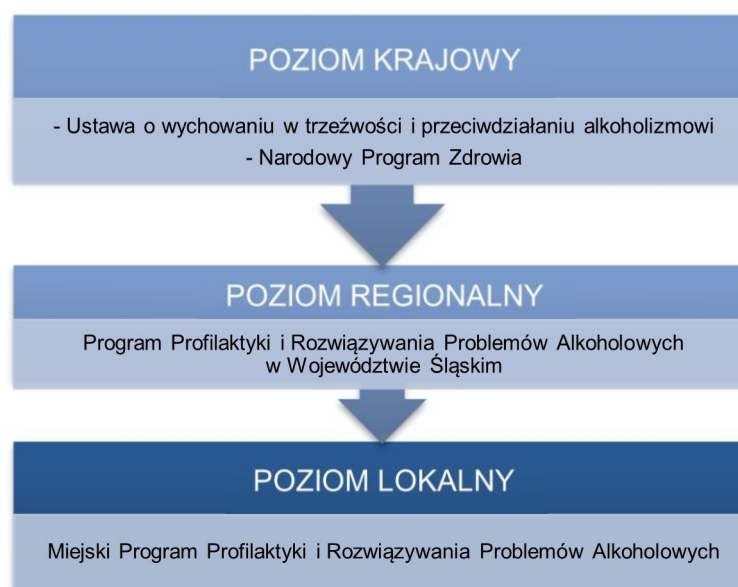 POZIOM KRAJOWY
- Ustawa o wychowaniu w trzeźwości i przeciwdziałaniu alkoholizmowi
- Narodowy Program Zdrowia
POZIOM REGIONALNY
Program Profilaktyki i Rozwiązywania Problemów Alkoholowych
w Województwie Śląskim
POZIOM LOKALNY
Miejski Program Profilaktyki i Rozwiązywania Problemów Alkoholowych